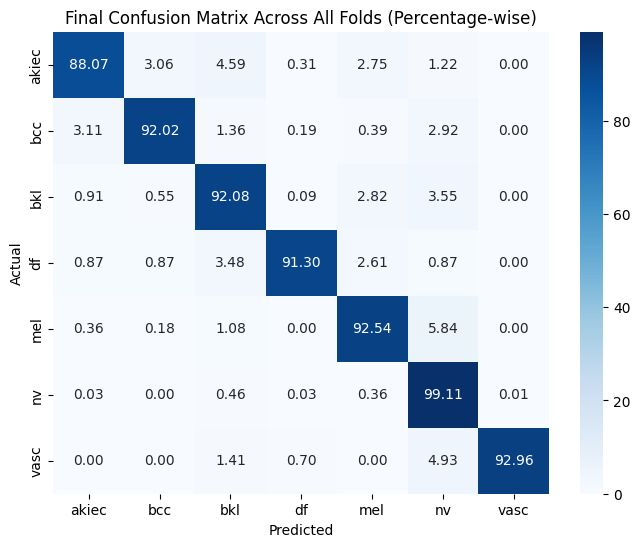 Final Confusion Matrix Across All Folds (Percentage-wise)
akiec 88.07 3.06 4.59 0.31 2.75 1.22 0.00
bcc 3.11 92.02 1.36 0.19 0.39 2.92 0.00
bkl 0.91 0.55 92.08 0.09 2.82 3.55 0.00
df 0.87 0.87 3.48 91.30 2.61 0.87 0.00
mel 0.36 0.18 1.08 0.00 92.54 5.84 0.00
nv 0.03 0.00 0.46 0.03 0.36 99.11 0.01
vasc 0.00 0.00 1.41 0.70 0.00 4.93 92.96
akiec bcc bkl df mel nv vasc
Predicted
Actual
80
60
40
20
0